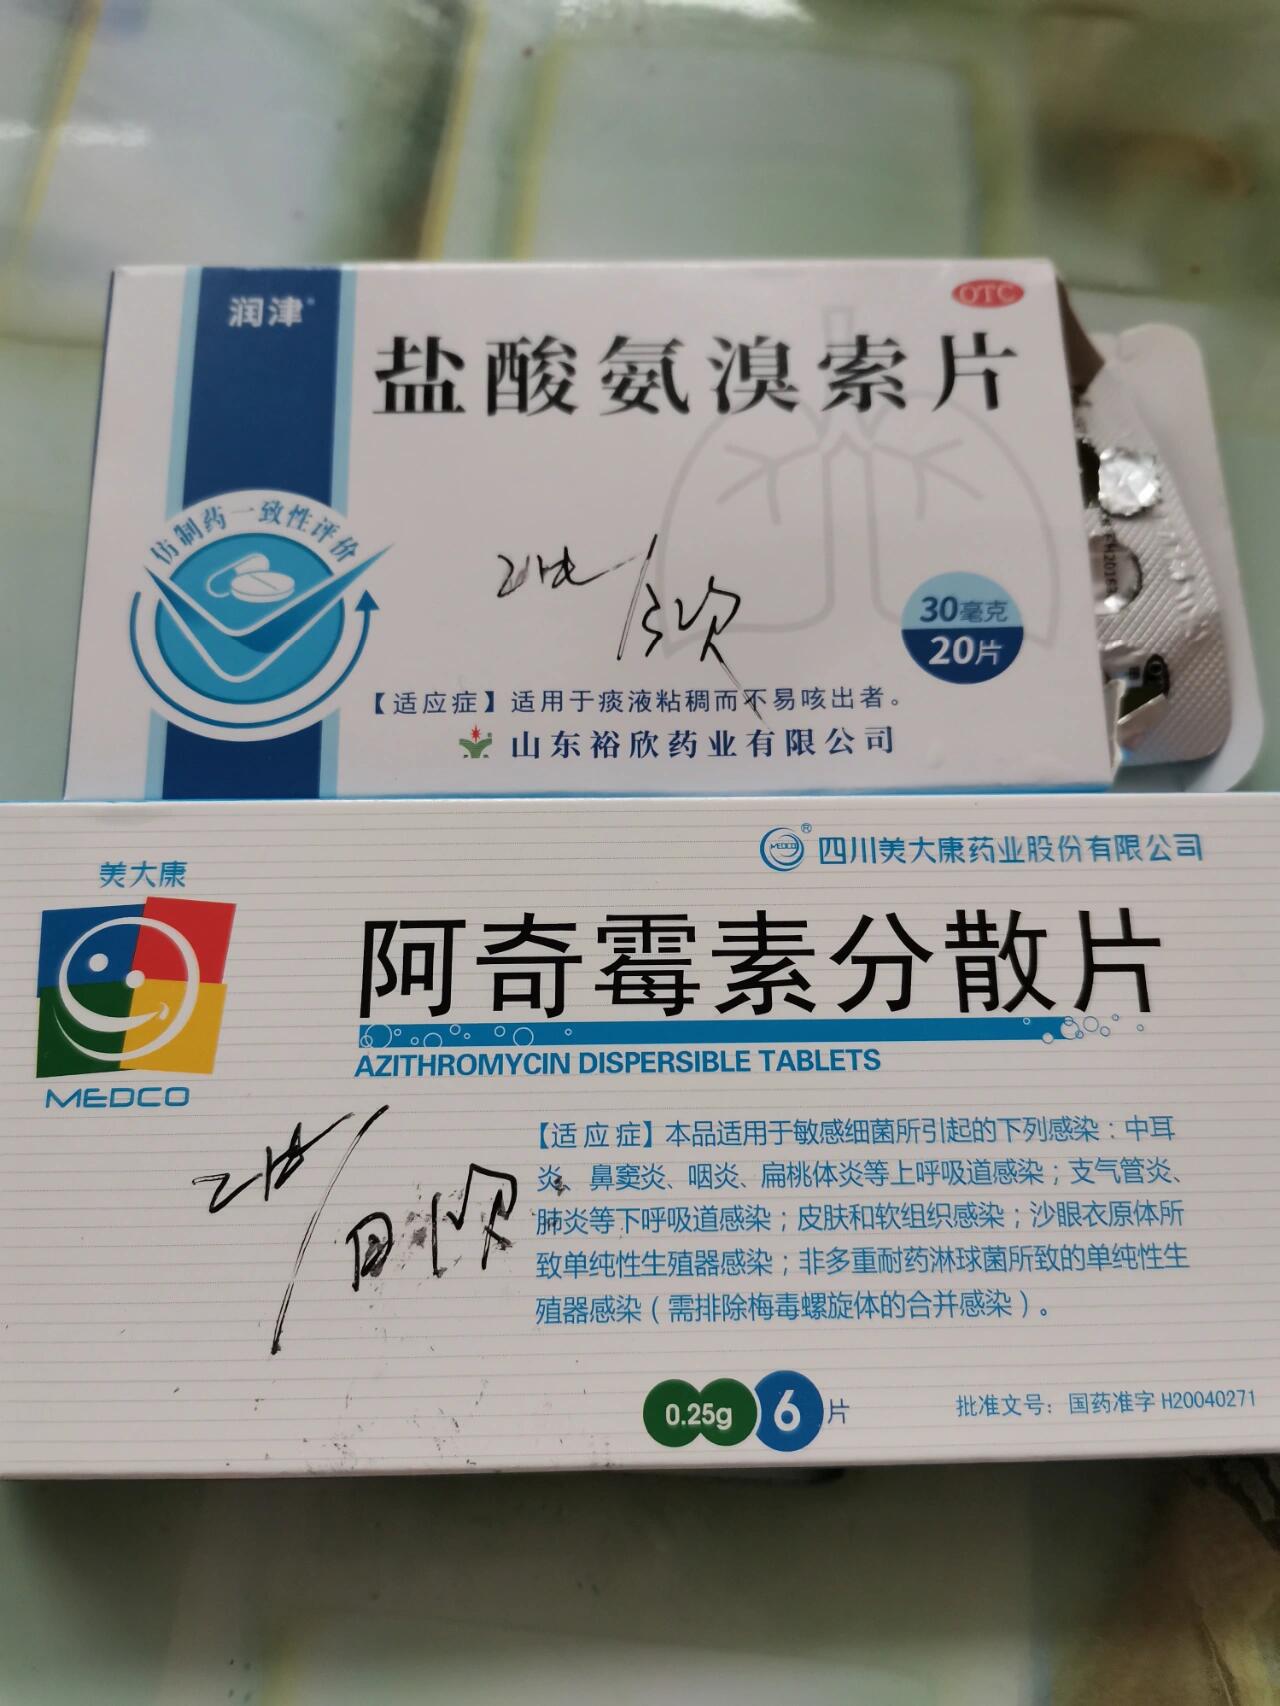 润津®
OTC
盐酸氨溴索片
仿制药一致性评价
2片/3次
30毫克
20片
【适应症】适用于痰液粘稠而不易咳出者。
山东裕欣药业有限公司
MEDCO ® 四川美大康药业股份有限公司
美大康
MEDCO
阿奇霉素分散片
AZITHROMYCIN DISPERSIBLE TABLETS
2片/日1次
【适应症】本品适用于敏感细菌所引起的下列感染：中耳
炎、鼻窦炎、咽炎、扁桃体炎等上呼吸道感染；支气管炎、
肺炎等下呼吸道感染；皮肤和软组织感染；沙眼衣原体所
致单纯性生殖器感染；非多重耐药淋球菌所致的单纯性生
殖器感染（需排除梅毒螺旋体的合并感染）。
0.25g 6片
批准文号：国药准字H20040271